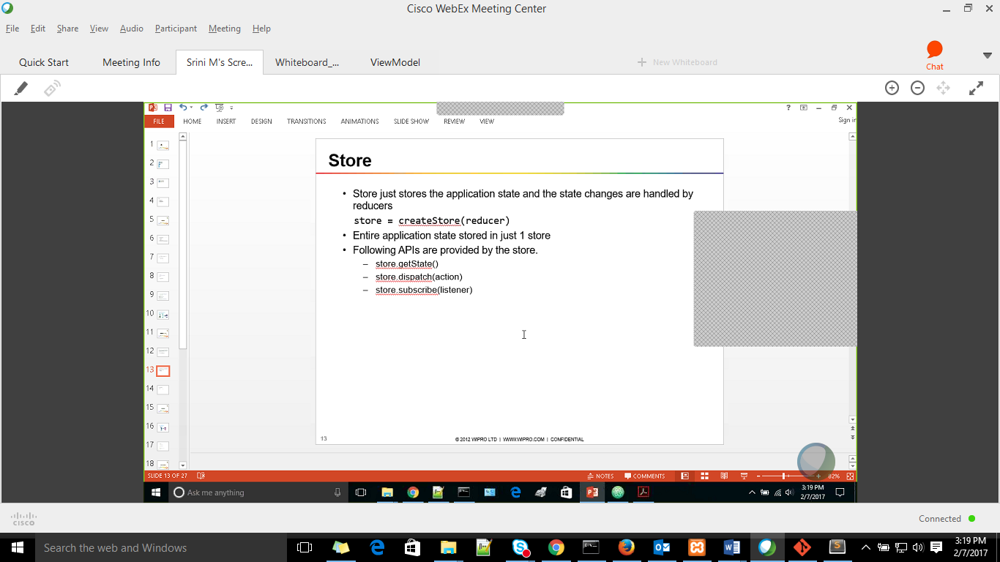 Cisco WebEx Meeting Center
File Edit Share View Audio Participant Meeting Help
Quick Start Meeting Info Srini M's Scre... Whiteboard_... ViewModel
New Whiteboard
Chat
FILE HOME INSERT DESIGN TRANSITIONS ANIMATIONS SLIDE SHOW REVIEW VIEW
Sign in
1
2
3
4
5
6
7
8
9
10
11
12
13
14
15
16
17
18
Store
• Store just stores the application state and the state changes are handled by
reducers
store = createStore(reducer)
• Entire application state stored in just 1 store
• Following APIs are provided by the store.
– store.getState()
– store.dispatch(action)
– store.subscribe(listener)
13
© 2012 WIPRO LTD | WWW.WIPRO.COM | CONFIDENTIAL
SLIDE 13 OF 27
NOTES COMMENTS
82%
Ask me anything
3:19 PM
2/7/2017
CISCO
Connected
Search the web and Windows
3:19 PM
2/7/2017